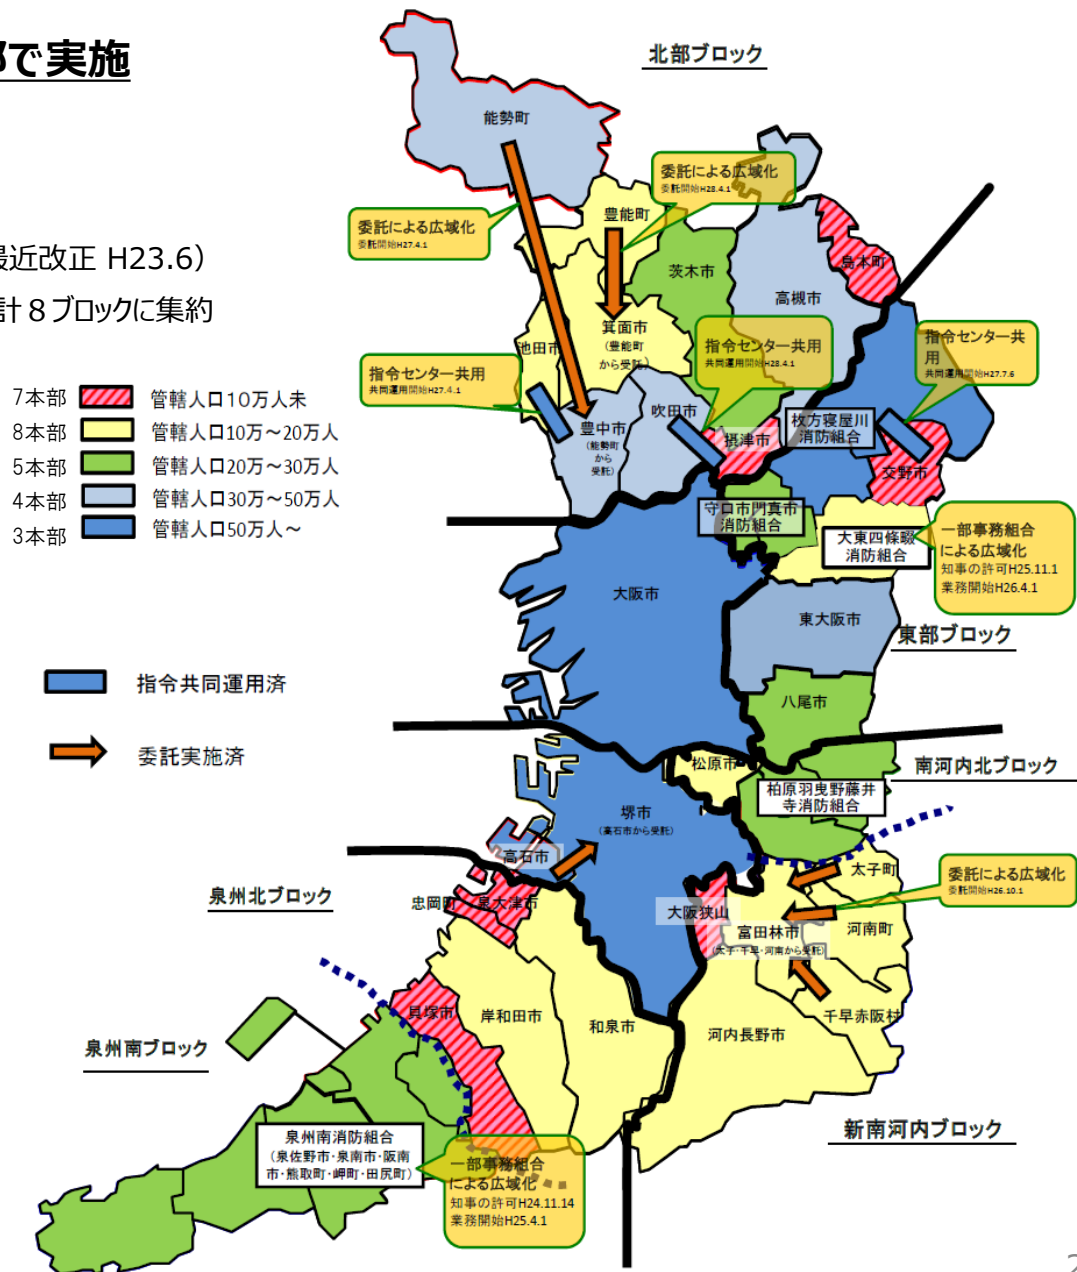 部で実施
最近改正 H23.6）
計８ブロックに集約
7本部 管轄人口１０万人未
8本部 管轄人口10万～20万人
5本部 管轄人口20万～30万人
4本部 管轄人口30万～50万人
3本部 管轄人口50万人～
指令共同運用済
委託実施済
北部ブロック
能勢町
委託による広域化
委託開始H27.4.1
委託による広域化
委託開始H28.4.1
豊能町
茨木市
高槻市
島本町
箕面市
(豊能町
から受託)
池田市
指令センター共用
共同運用開始H27.4.1
指令センター共用
共同運用開始H28.4.1
指令センター共
用
共同運用開始H27.7.6
豊中市
(能勢町
から
受託)
吹田市
摂津市
枚方寝屋川
消防組合
交野市
守口市門真市
消防組合
大東四條畷
消防組合
一部事務組合
による広域化
知事の許可H25.11.1
業務開始H26.4.1
大阪市
東大阪市
東部ブロック
八尾市
松原市
南河内北ブロック
柏原羽曳野藤井
寺消防組合
堺市
(高石市から受託)
高石市
泉州北ブロック
忠岡町
泉大津市
大阪狭山
富田林市
(太子・千早・河南から受託)
太子町
委託による広域化
委託開始H26.10.1
河南町
千早赤阪村
河内長野市
貝塚市
岸和田市
和泉市
泉州南ブロック
新南河内ブロック
泉州南消防組合
(泉佐野市・泉南市・阪南
市・熊取町・岬町・田尻町)
一部事務組合
による広域化
知事の許可H24.11.14
業務開始H25.4.1